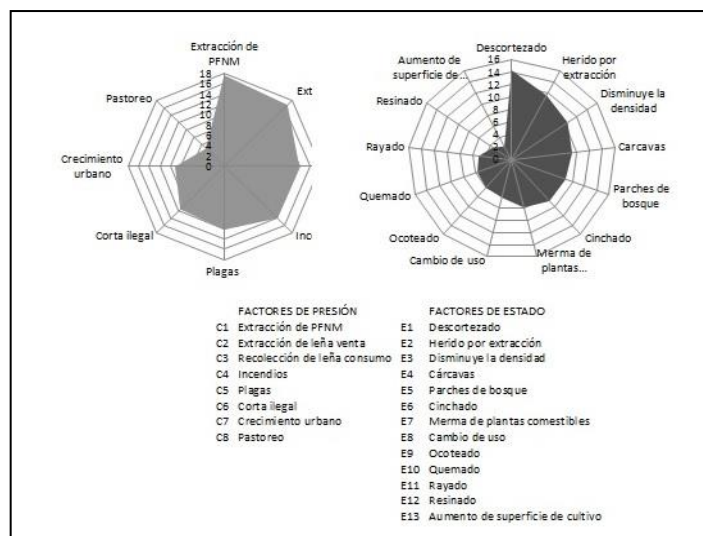 Extracción de
PFNM
18
16
14
12
10
8
6
4
2
0
Ext
Inc
Plagas
Corta ilegal
Crecimiento
urbano
Pastoreo
Descortezado
16
14
12
10
8
6
4
2
0
Herido por
extracción
Disminuye la
densidad
Carcavas
Parches de
bosque
Cinchado
Merma de
plantas...
Cambio de uso
Ocoteado
Quemado
Rayado
Resinado
Aumento de
superficie de...
FACTORES DE PRESIÓN
C1 Extracción de PFNM
C2 Extracción de leña venta
C3 Recolección de leña consumo
C4 Incendios
C5 Plagas
C6 Corta ilegal
C7 Crecimiento urbano
C8 Pastoreo
FACTORES DE ESTADO
E1 Descortezado
E2 Herido por extracción
E3 Disminuye la densidad
E4 Cárcavas
E5 Parches de bosque
E6 Cinchado
E7 Merma de plantas comestibles
E8 Cambio de uso
E9 Ocoteado
E10 Quemado
E11 Rayado
E12 Resinado
E13 Aumento de superficie de cultivo